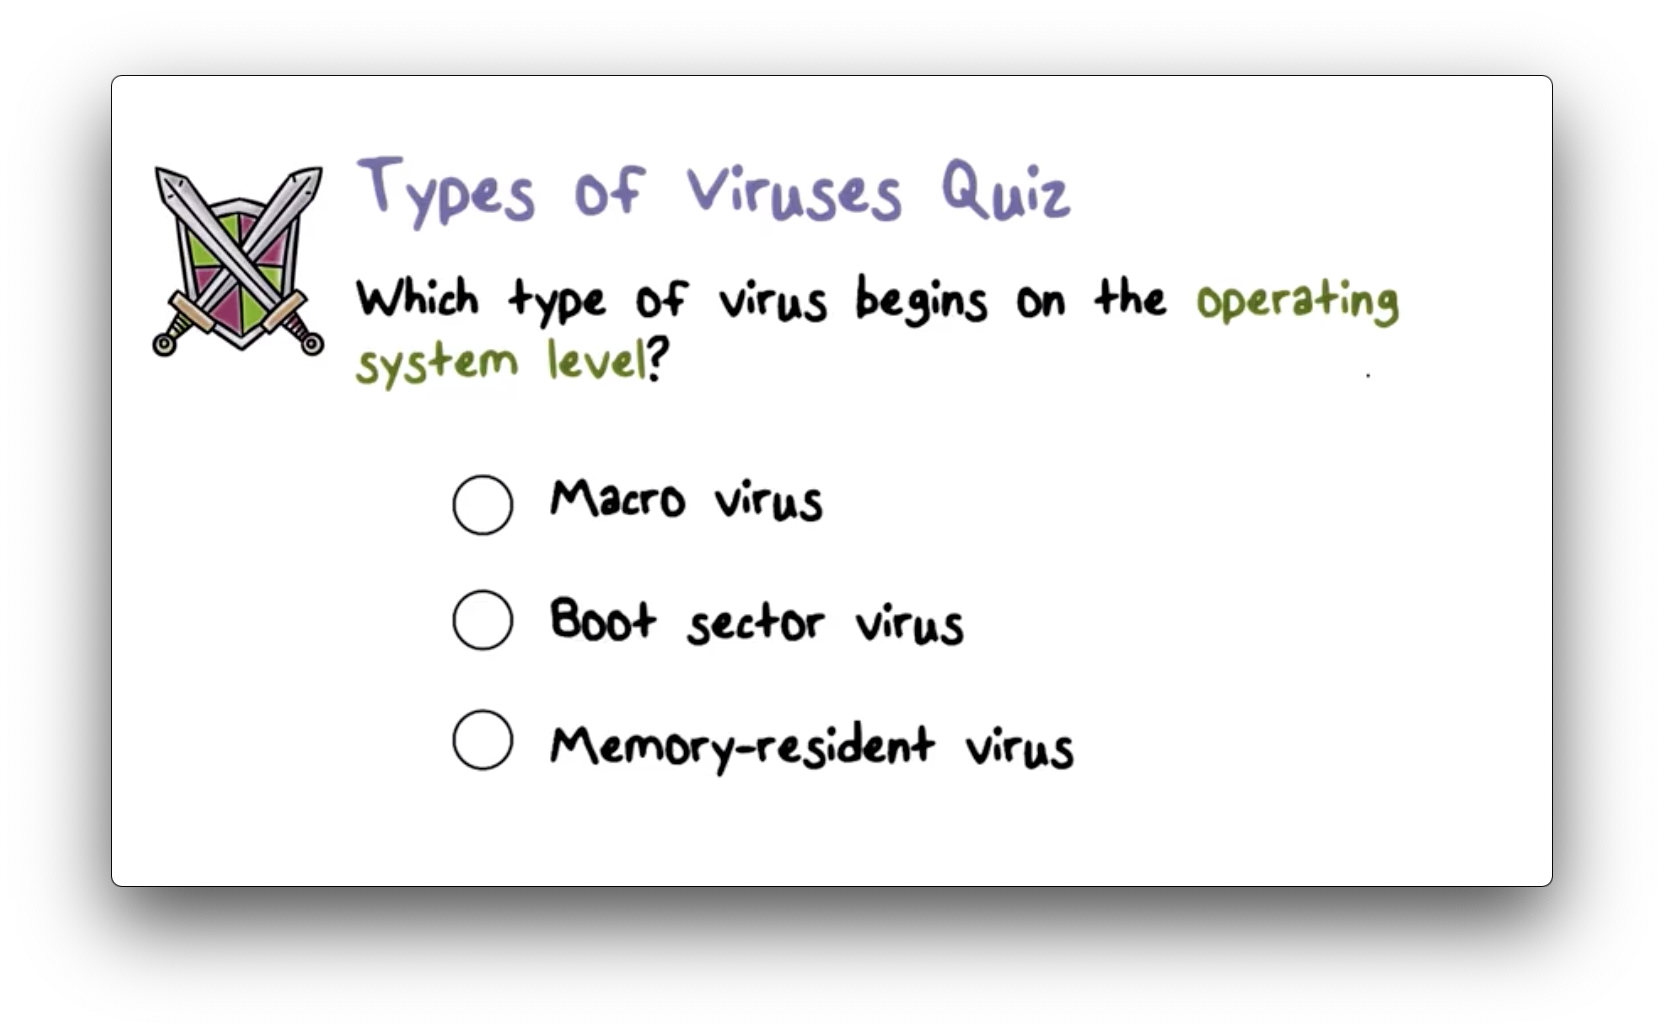 Types of Viruses Quiz
Which type of virus begins on the operating
system level?
Macro virus
Boot sector virus
Memory-resident virus